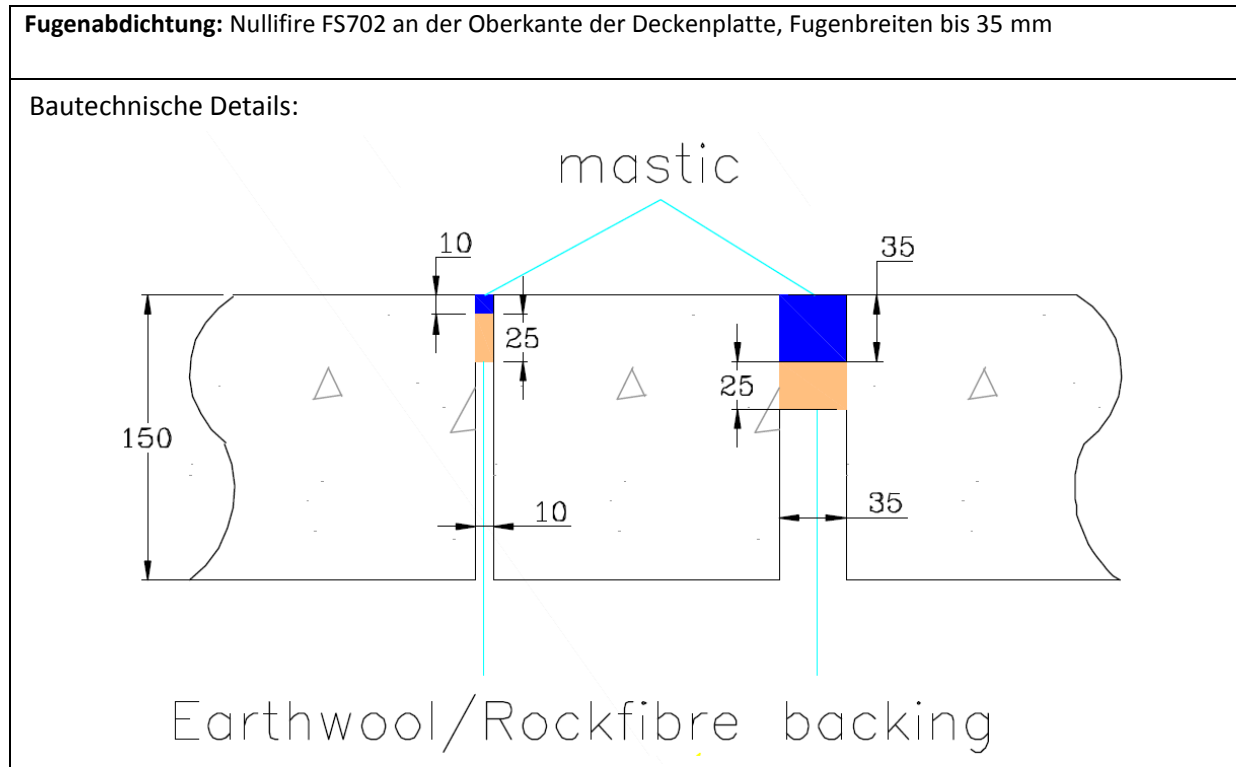 Fugenabdichtung: Nullifire FS702 an der Oberkante der Deckenplatte, Fugenbreiten bis 35 mm
Bautechnische Details:
mastic
10
35
25
25
150
10
35
Earthwool/Rockfibre backing